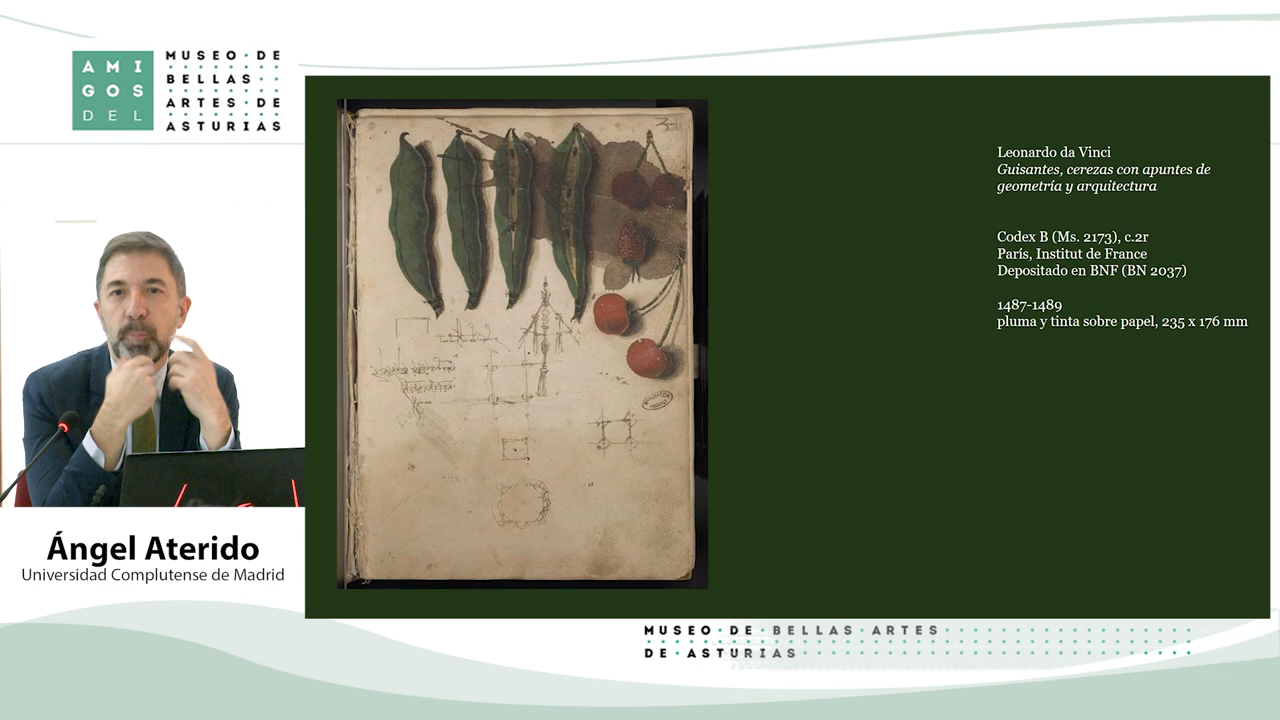 AMI
GOS
DEL
MUSEO·DE
BELLAS
ARTES·DE
ASTURIAS
Leonardo da Vinci
Guisantes, cerezas con apuntes de
geometría y arquitectura
Codex B (Ms. 2173), c.2r
París, Institut de France
Depositado en BNF (BN 2037)
1487-1489
pluma y tinta sobre papel, 235 x 176 mm
Ángel Aterido
Universidad Complutense de Madrid
MUSEO·DE·BELLAS·ARTES
DE·ASTURIAS